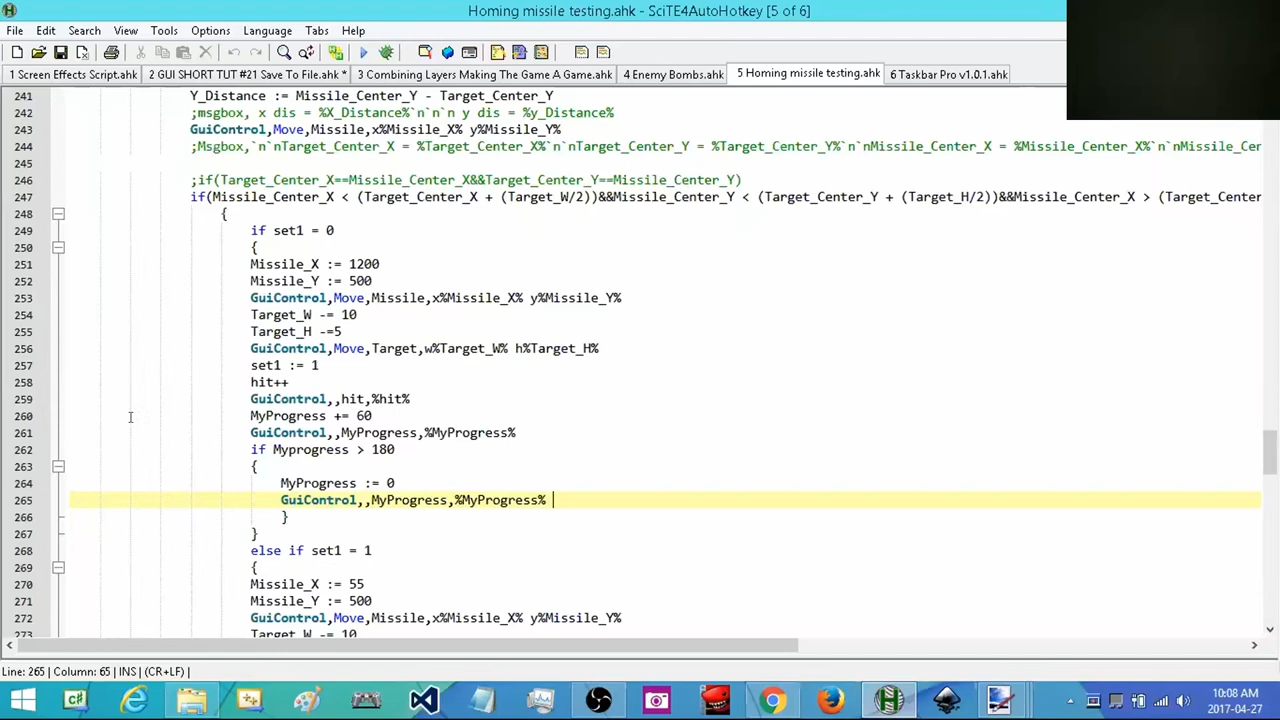 Homing missile testing.ahk - SciTE4AutoHotkey [5 of 6]
File Edit Search View Tools Options Language Tabs Help
1 Screen Effects Script.ahk 2 GUI SHORT TUT #21 Save To File.ahk * 3 Combining Layers Making The Game A Game.ahk 4 Enemy Bombs.ahk 5 Homing missile testing.ahk 6 Taskbar Pro v1.0.1.ahk
241 Y_Distance := Missile_Center_Y - Target_Center_Y
242 ;msgbox, x dis = %X_Distance%`n`n`n y dis = %y_Distance%
243 GuiControl,Move,Missile,x%Missile_X% y%Missile_Y%
244 ;Msgbox,`n`nTarget_Center_X = %Target_Center_X%`n`nTarget_Center_Y = %Target_Center_Y%`n`nMissile_Center_X = %Missile_Center_X%`n`nMissile_Cen
245
246 ;if(Target_Center_X==Missile_Center_X&&Target_Center_Y==Missile_Center_Y)
247 if(Missile_Center_X < (Target_Center_X + (Target_W/2))&&Missile_Center_Y < (Target_Center_Y + (Target_H/2))&&Missile_Center_X > (Target_Center
248 {
249 if set1 = 0
250 {
251 Missile_X := 1200
252 Missile_Y := 500
253 GuiControl,Move,Missile,x%Missile_X% y%Missile_Y%
254 Target_W -= 10
255 Target_H -=5
256 GuiControl,Move,Target,w%Target_W% h%Target_H%
257 set1 := 1
258 hit++
259 GuiControl,,hit,%hit%
260 MyProgress += 60
261 GuiControl,,MyProgress,%MyProgress%
262 if Myprogress > 180
263 {
264 MyProgress := 0
265 GuiControl,,MyProgress,%MyProgress%
266 }
267 }
268 else if set1 = 1
269 {
270 Missile_X := 55
271 Missile_Y := 500
272 GuiControl,Move,Missile,x%Missile_X% y%Missile_Y%
273 Target_W -= 10
Line: 265 | Column: 65 | INS | (CR+LF) |
10:08 AM
2017-04-27